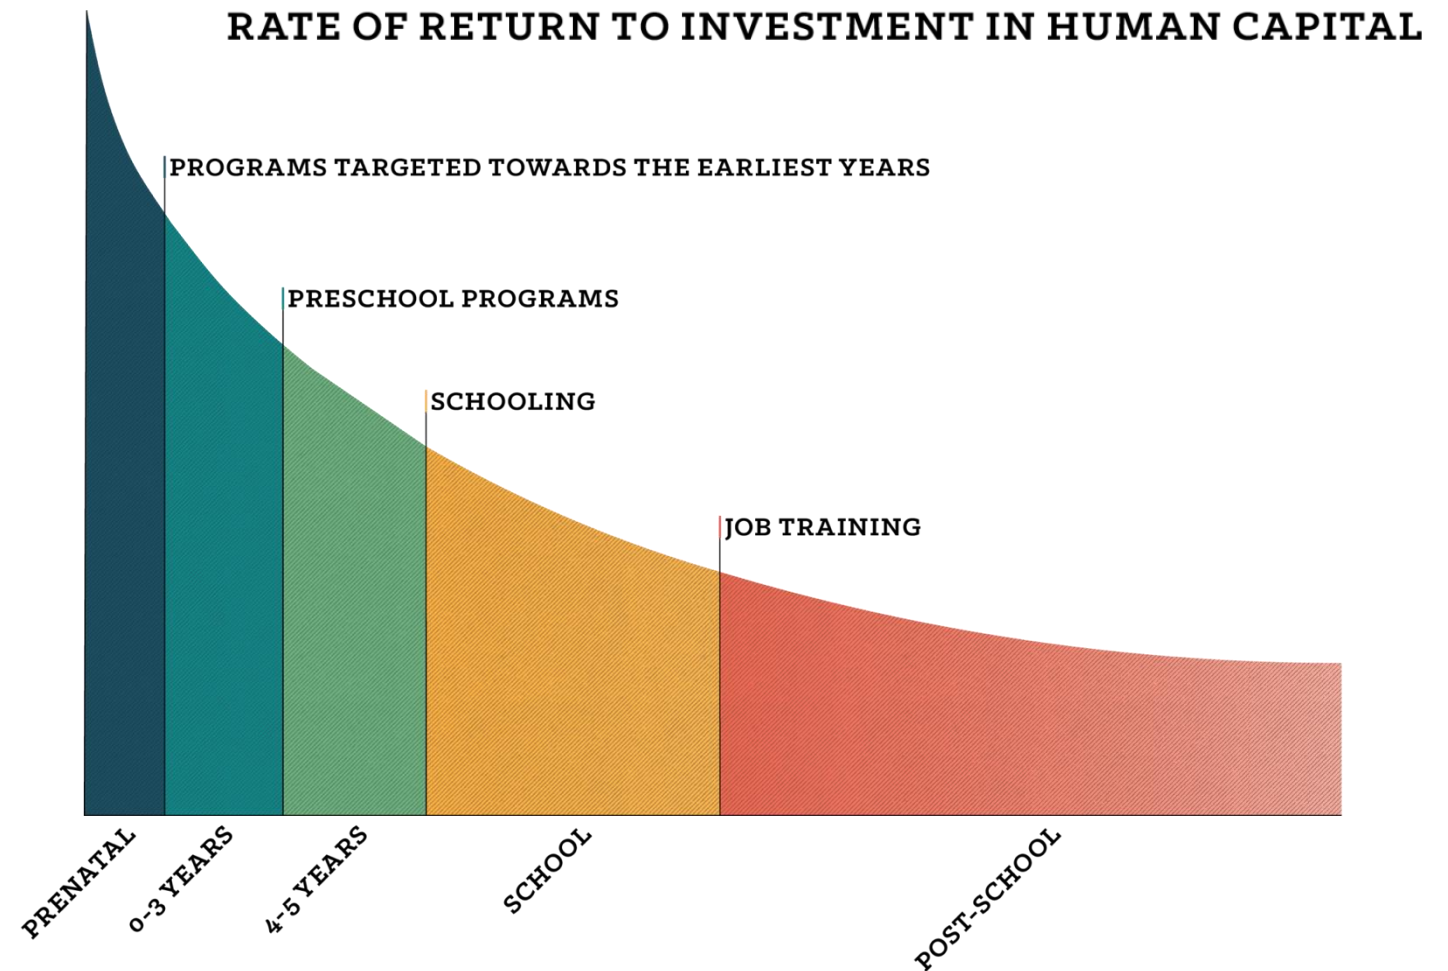 RATE OF RETURN TO INVESTMENT IN HUMAN CAPITAL
PROGRAMS TARGETED TOWARDS THE EARLIEST YEARS
PRESCHOOL PROGRAMS
SCHOOLING
JOB TRAINING
PRENATAL
0-3 YEARS
4-5 YEARS
SCHOOL
POST-SCHOOL